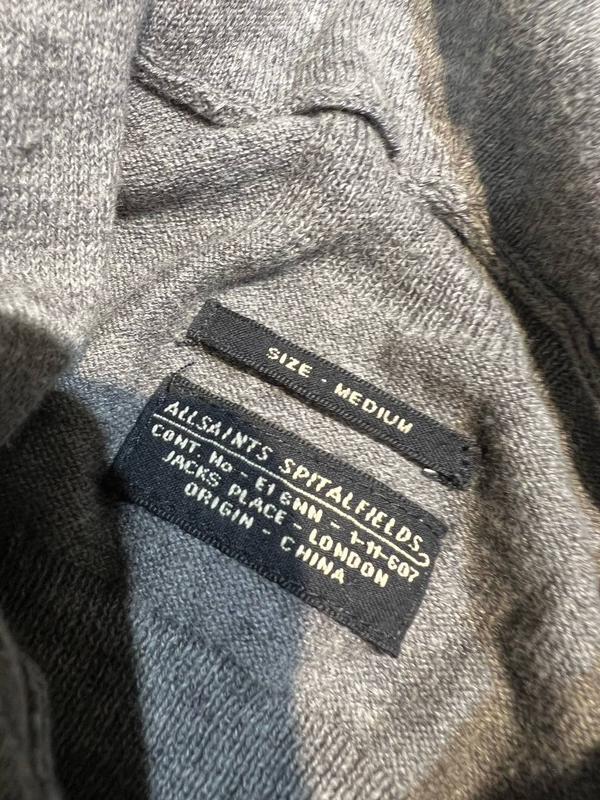 SIZE - MEDIUM
ALLSAINTS SPITALFIELDS
CONT. No - E1 6NN - 1-11-607
JACKS PLACE - LONDON
ORIGIN - CHINA